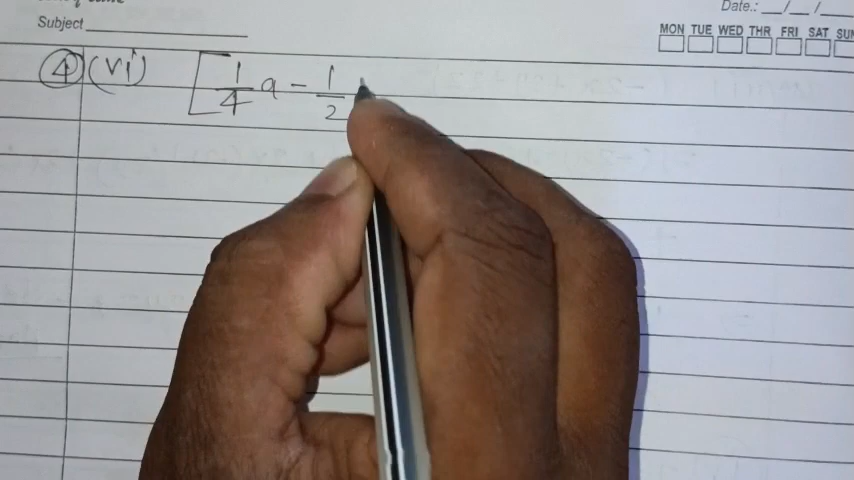 Date.: __/__/__
Subject
MON TUE WED THR FRI SAT SUN
④ (vi) [1/4 a - 1/2